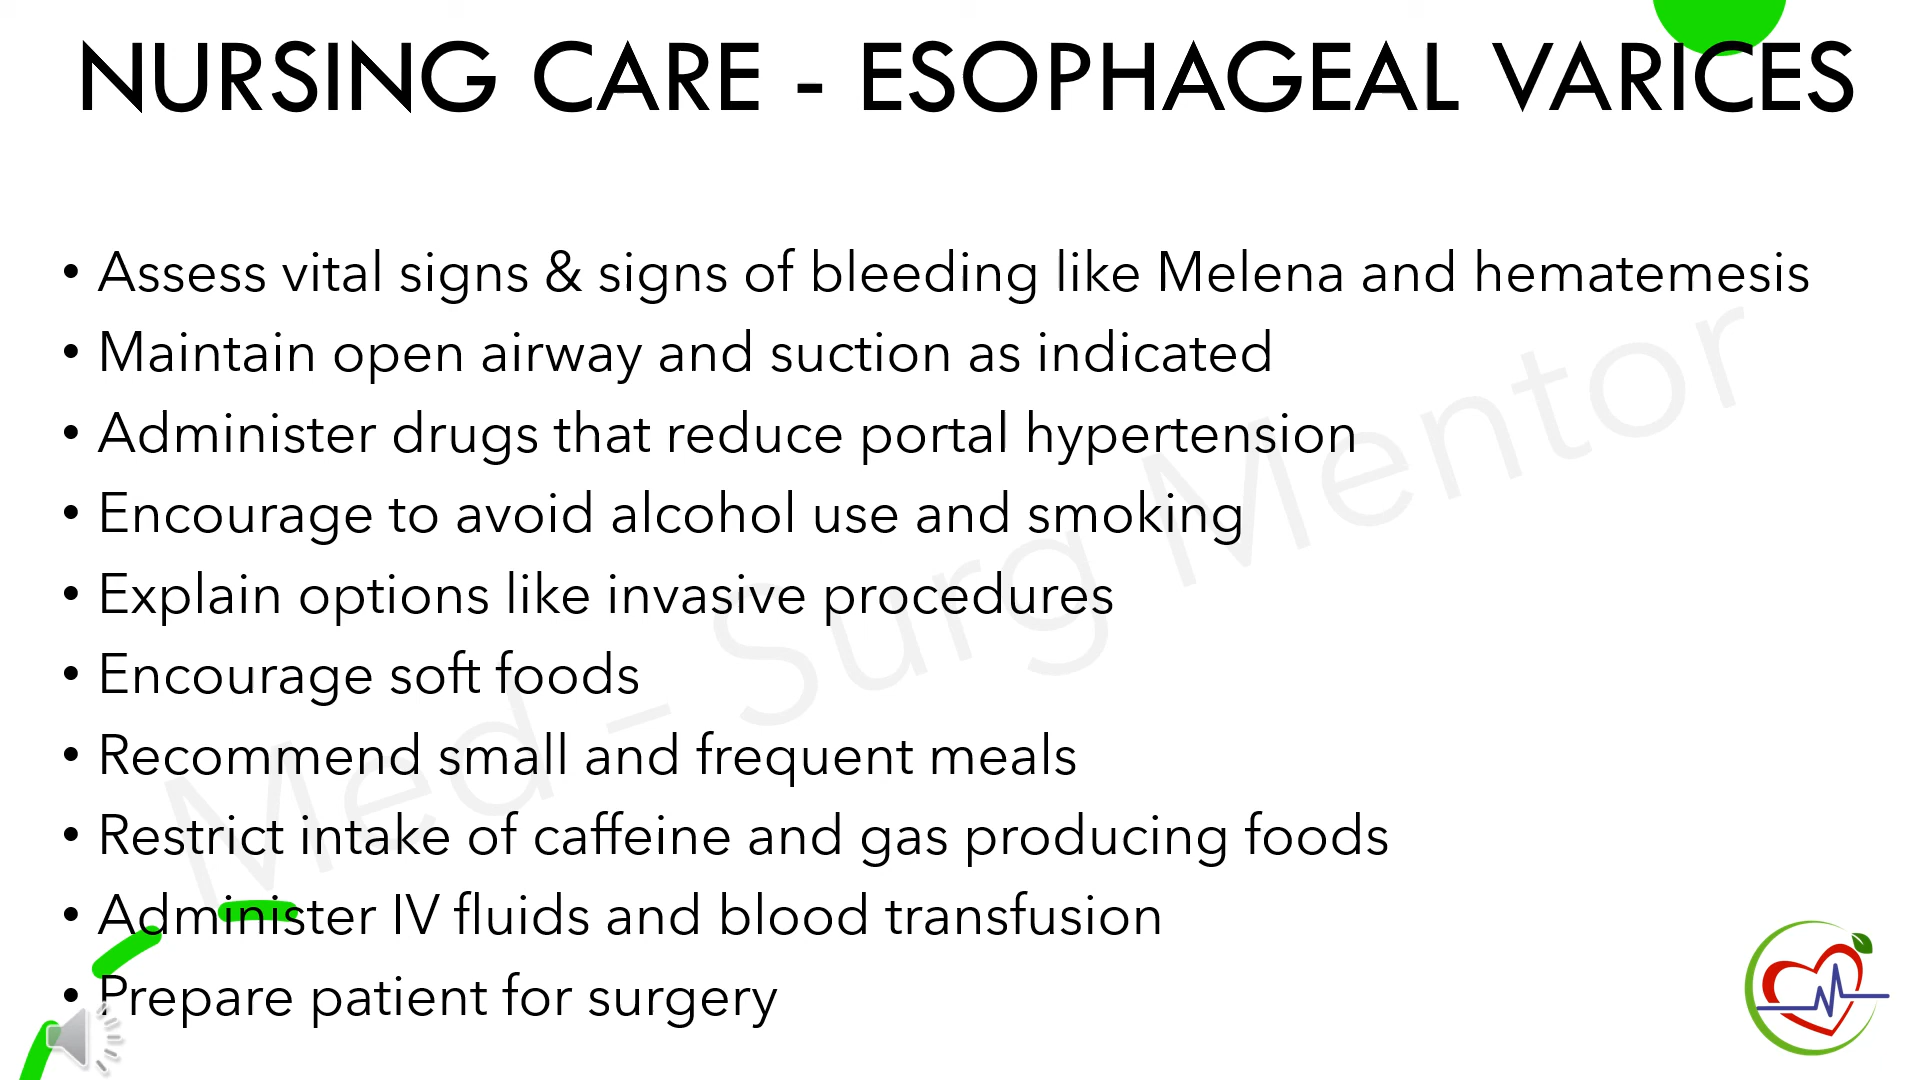 NURSING CARE - ESOPHAGEAL VARICES
• Assess vital signs & signs of bleeding like Melena and hematemesis
• Maintain open airway and suction as indicated
• Administer drugs that reduce portal hypertension
• Encourage to avoid alcohol use and smoking
• Explain options like invasive procedures
• Encourage soft foods
• Recommend small and frequent meals
• Restrict intake of caffeine and gas producing foods
• Administer IV fluids and blood transfusion
• Prepare patient for surgery
Med - Surg Mentor